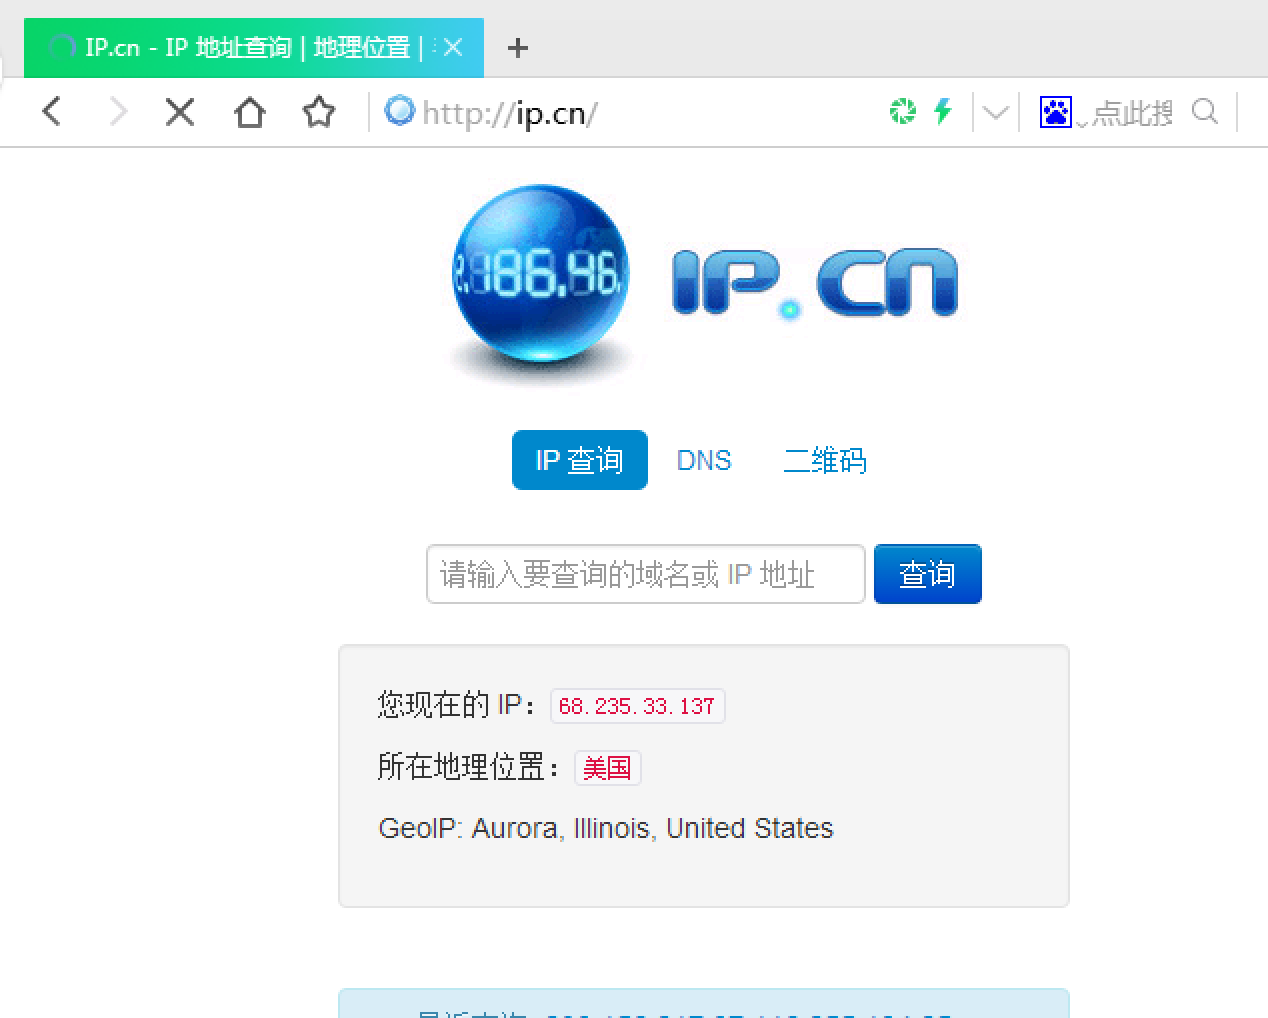 IP.cn - IP 地址查询 | 地理位置 |
http://ip.cn/
点此搜
.186.46.
IP.cn
IP 查询 DNS 二维码
请输入要查询的域名或 IP 地址 查询
您现在的 IP： 68.235.33.137
所在地理位置： 美国
GeoIP: Aurora, Illinois, United States